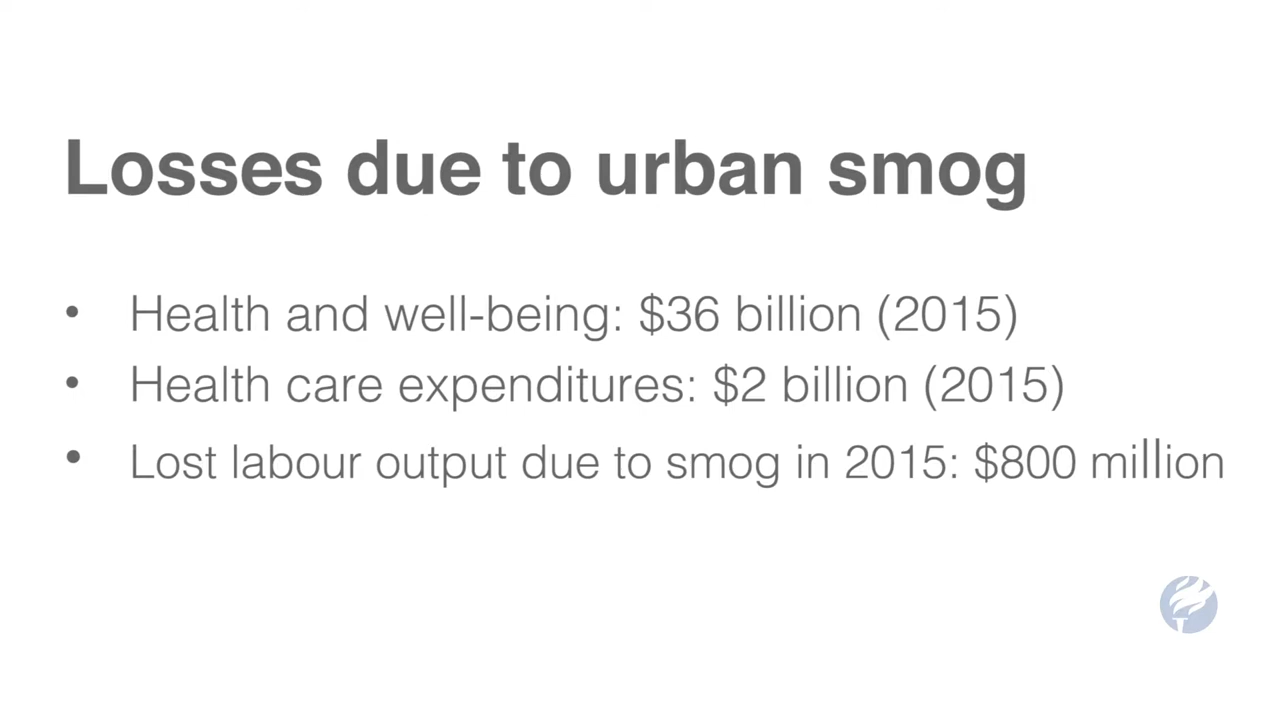 Losses due to urban smog
• Health and well-being: $36 billion (2015)
• Health care expenditures: $2 billion (2015)
• Lost labour output due to smog in 2015: $800 million